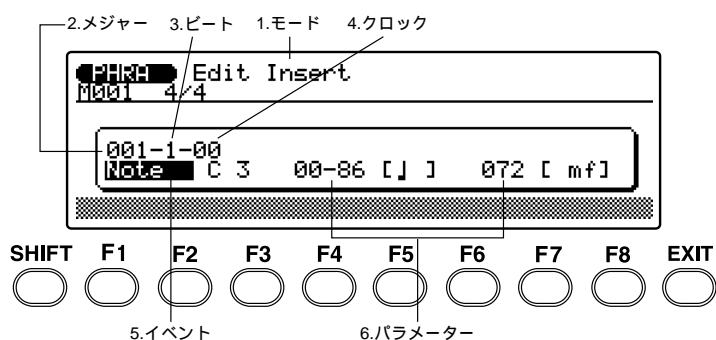 2.メジャー 3.ビート 1.モード 4.クロック
PHRA Edit Insert
M001 4/4
001-1-00
Note C 3 00-86 [♩] 072 [ mf]
SHIFT F1 F2 F3 F4 F5 F6 F7 F8 EXIT
5.イベント 6.パラメーター